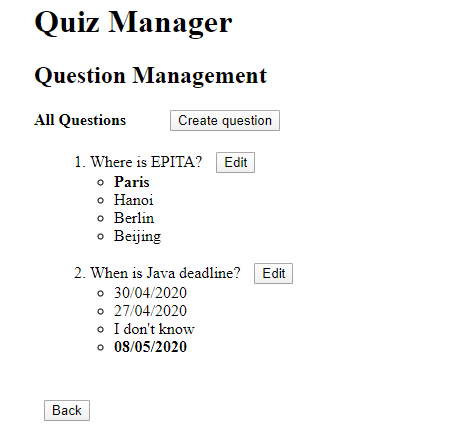 Quiz Manager
Question Management
All Questions Create question
1. Where is EPITA? Edit
Paris
Hanoi
Berlin
Beijing
2. When is Java deadline? Edit
30/04/2020
27/04/2020
I don't know
08/05/2020
Back